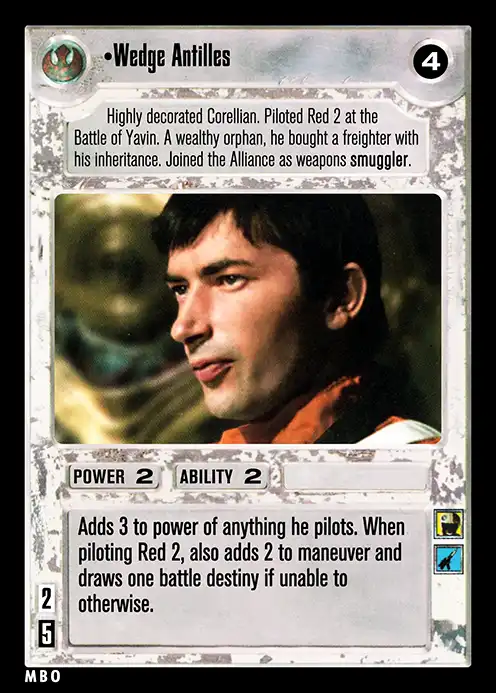 •Wedge Antilles
4
Highly decorated Corellian. Piloted Red 2 at the
Battle of Yavin. A wealthy orphan, he bought a freighter with
his inheritance. Joined the Alliance as weapons smuggler.
POWER 2 ABILITY 2
Adds 3 to power of anything he pilots. When
piloting Red 2, also adds 2 to maneuver and
draws one battle destiny if unable to
otherwise.
2
5
MBO